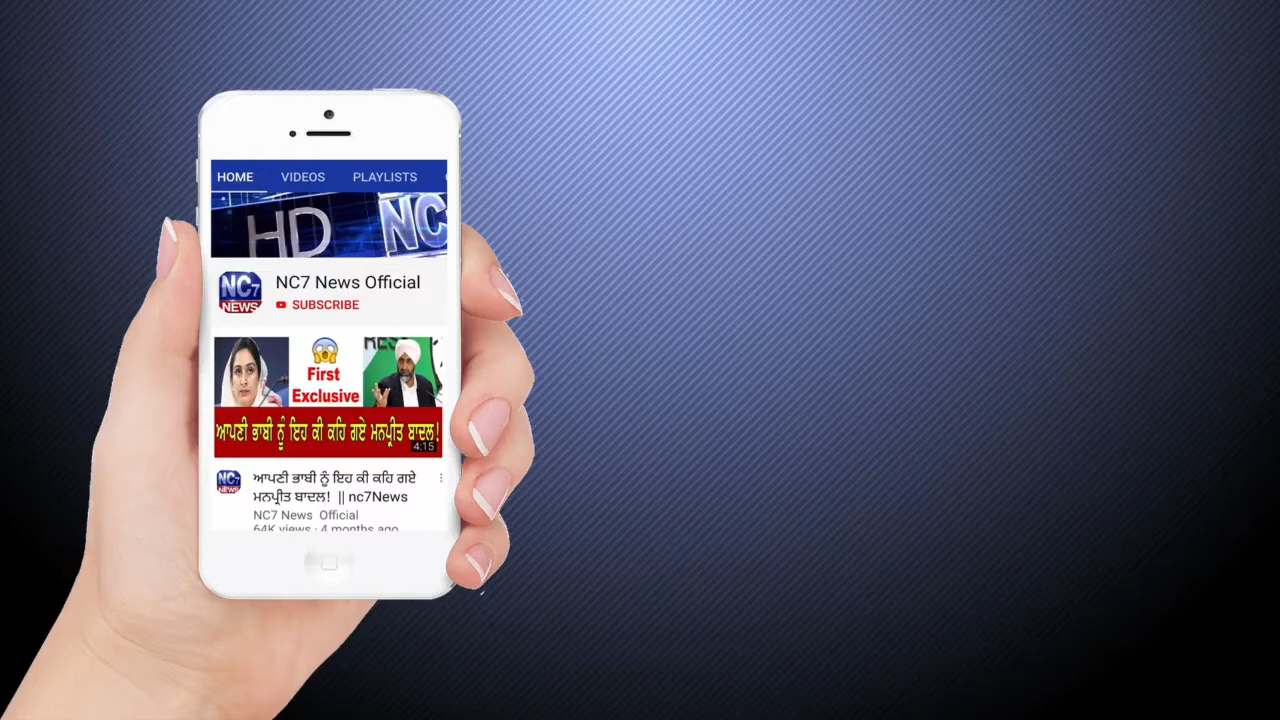 HOME VIDEOS PLAYLISTS
HD NC
NC7 News Official
NC7 NEWS
SUBSCRIBE
First
Exclusive
ਆਪਣੀ ਭਾਬੀ ਨੂੰ ਇਹ ਕੀ ਕਹਿ ਗਏ ਮਨਪ੍ਰੀਤ ਬਾਦਲ!
4:15
NC7 NEWS
ਆਪਣੀ ਭਾਬੀ ਨੂੰ ਇਹ ਕੀ ਕਹਿ ਗਏ
ਮਨਪ੍ਰੀਤ ਬਾਦਲ! || nc7News
NC7 News Official
64K views · 4 months ago